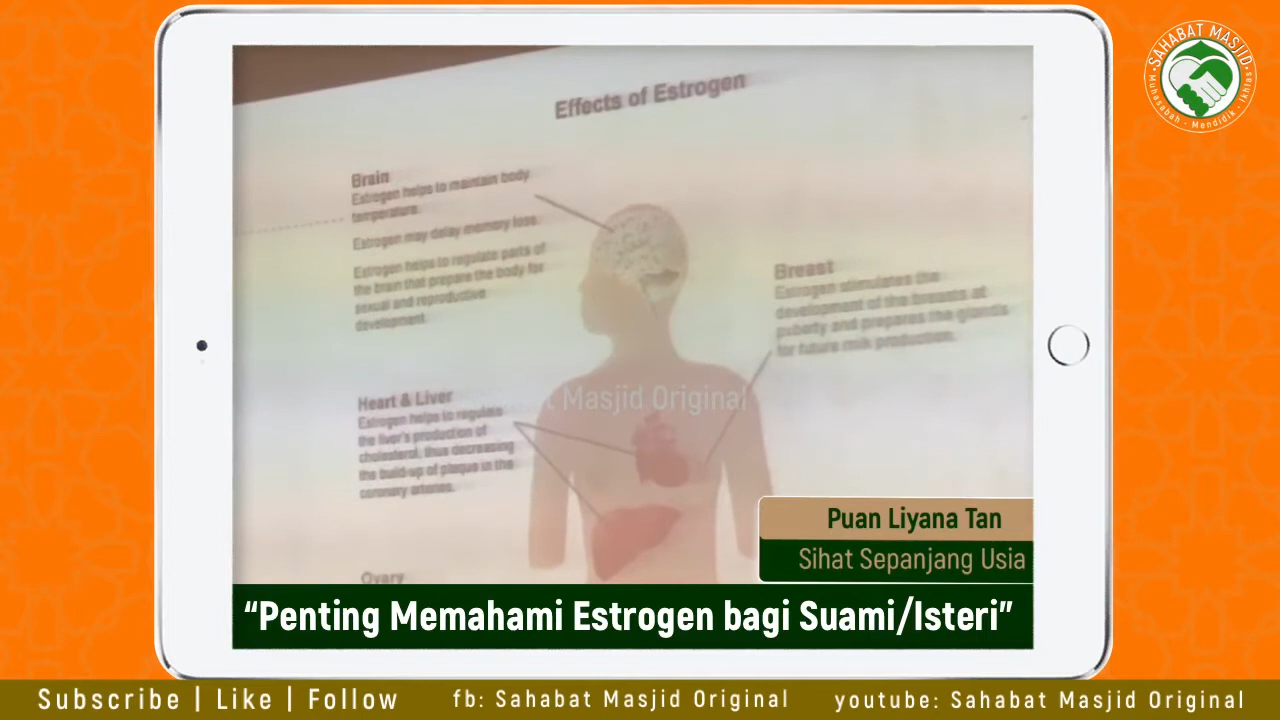 SAHABAT MASJID
Muhasabah - Mendidik - Ikhlas
Effects of Estrogen
Brain
Estrogen helps to maintain body
temperature.
Estrogen may delay memory loss.
Estrogen helps to regulate parts of
the brain that prepare the body for
sexual and reproductive
development.
Breast
Estrogen stimulates the
development of the breasts at
puberty and prepares the glands
for future milk production.
Heart & Liver
Estrogen helps to regulate
the liver's production of
cholesterol, thus decreasing
the build-up of plaque in the
coronary arteries.
Masjid Original
Ovary
Puan Liyana Tan
Sihat Sepanjang Usia
“Penting Memahami Estrogen bagi Suami/Isteri”
Subscribe | Like | Follow
fb: Sahabat Masjid Original
youtube: Sahabat Masjid Original